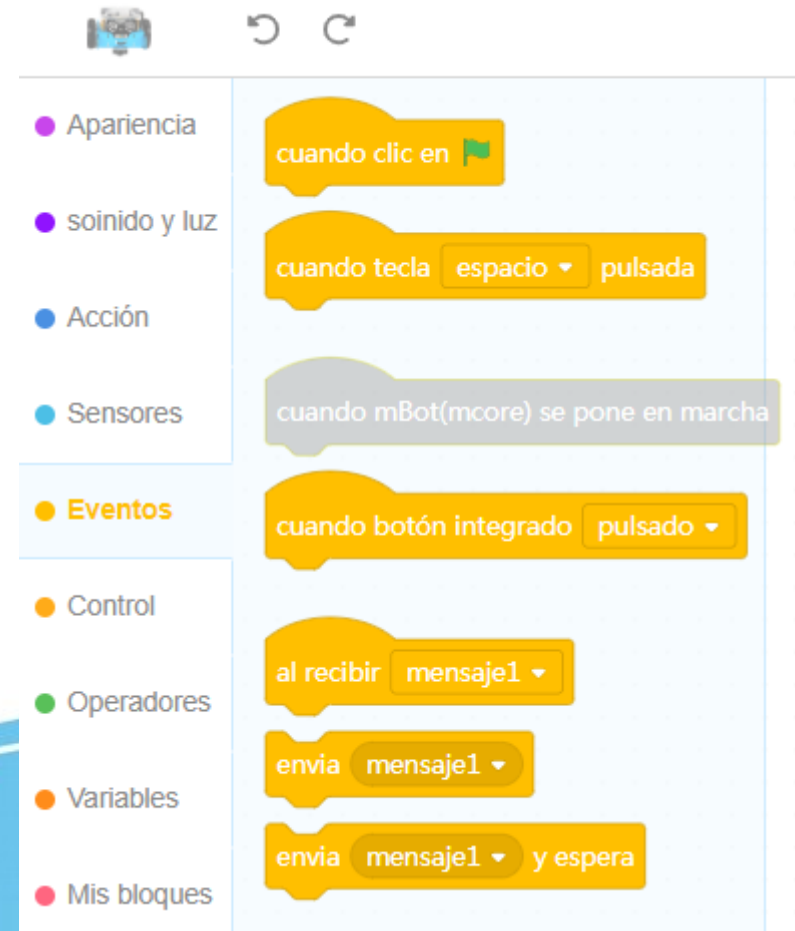 Apariencia
soinido y luz
Acción
Sensores
Eventos
Control
Operadores
Variables
Mis bloques
cuando clic en
cuando tecla espacio pulsada
cuando mBot(mcore) se pone en marcha
cuando botón integrado pulsado
al recibir mensaje1
envia mensaje1
envia mensaje1 y espera